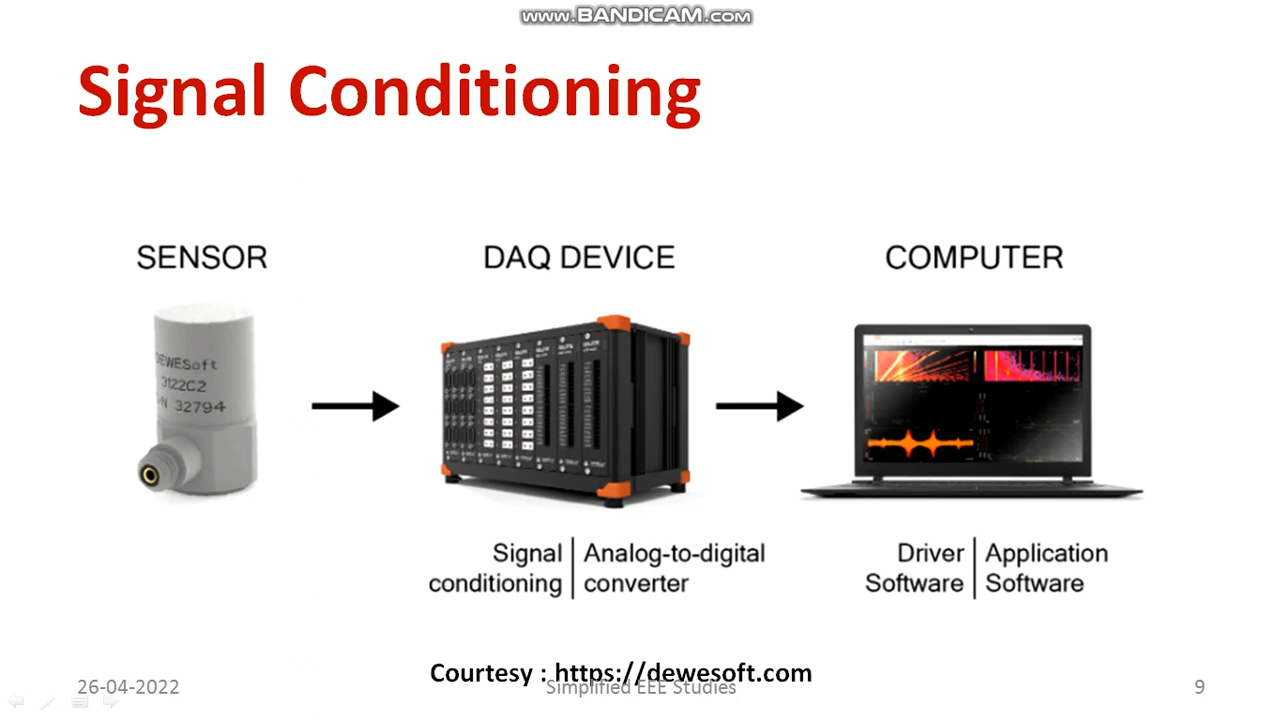 www.BANDICAM.com
Signal Conditioning
SENSOR
DAQ DEVICE
COMPUTER
DEWESoft
3122C2
32794
Signal
conditioning
Analog-to-digital
converter
Driver
Software
Application
Software
Courtesy : https://dewesoft.com
26-04-2022
Simplified EEE Studies
9